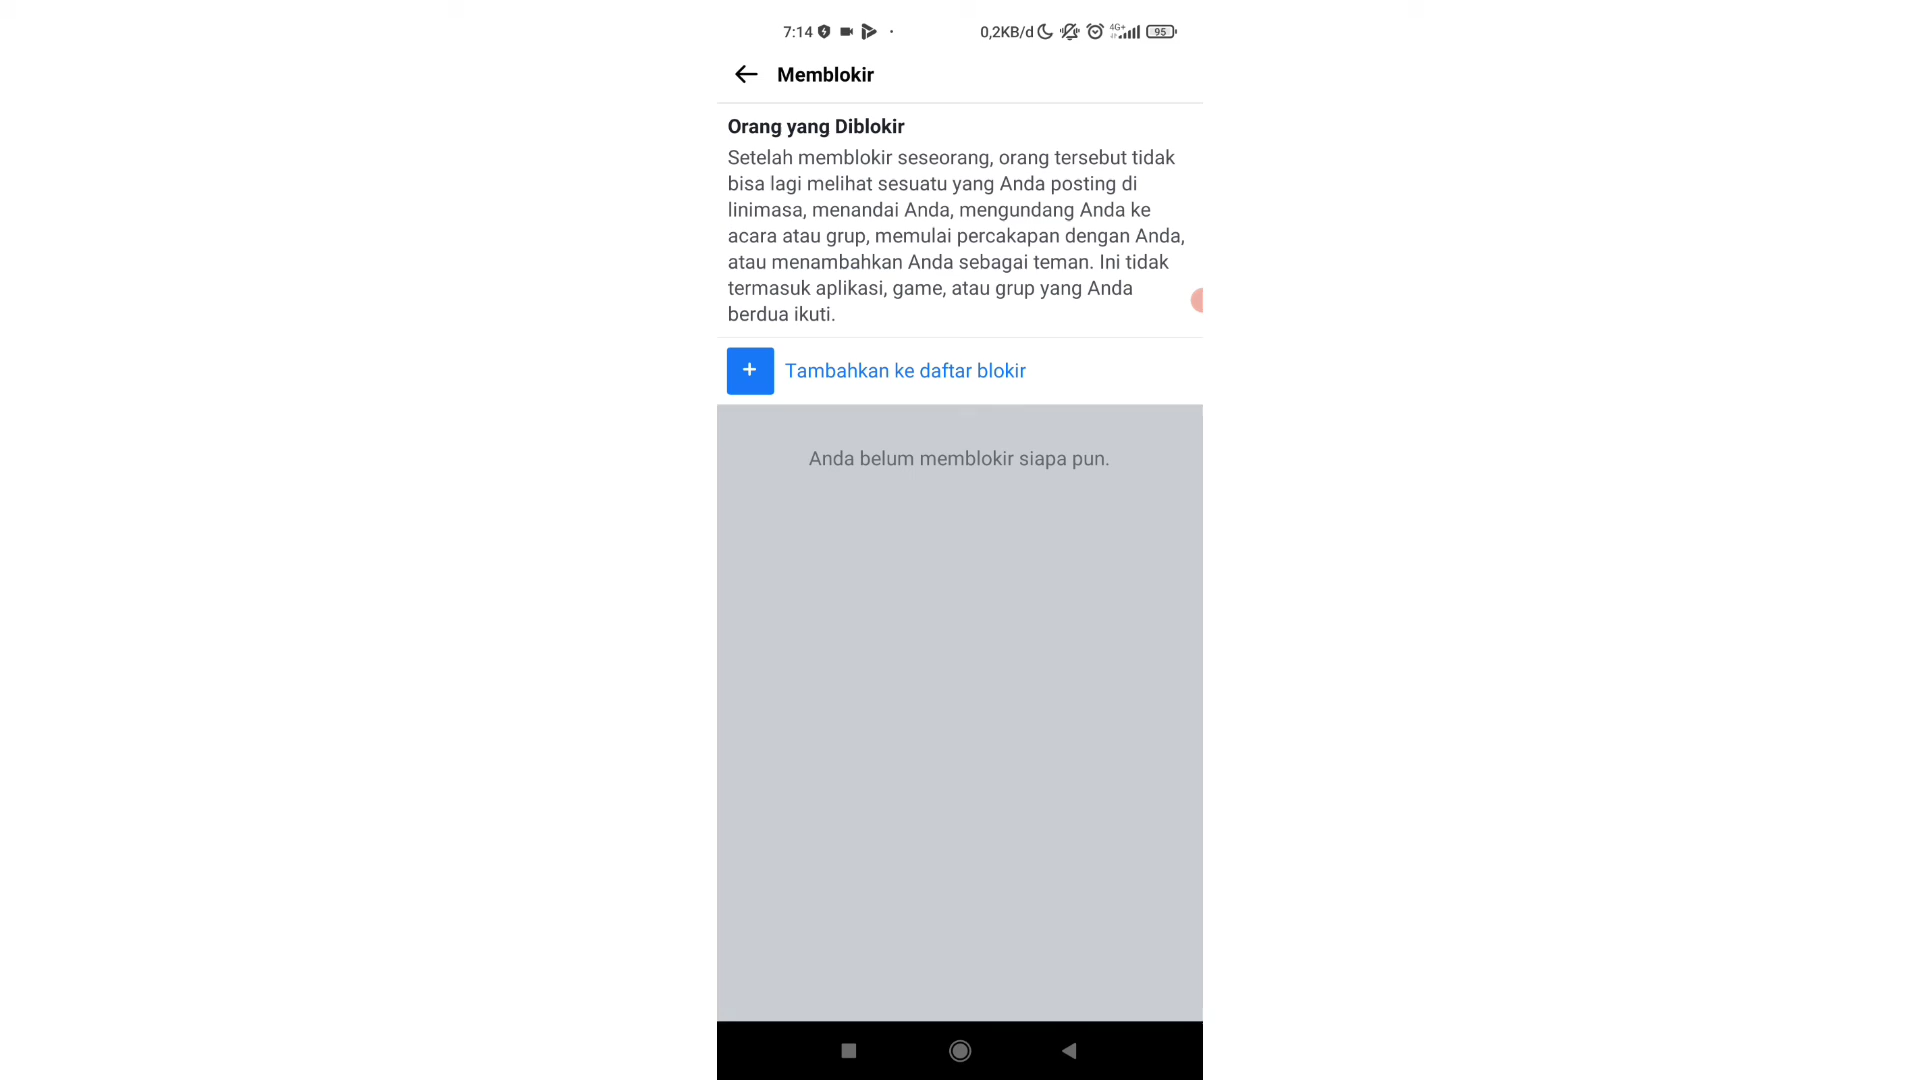 7:14
0,2KB/d 4G+ 95
Memblokir
Orang yang Diblokir
Setelah memblokir seseorang, orang tersebut tidak
bisa lagi melihat sesuatu yang Anda posting di
linimasa, menandai Anda, mengundang Anda ke
acara atau grup, memulai percakapan dengan Anda,
atau menambahkan Anda sebagai teman. Ini tidak
termasuk aplikasi, game, atau grup yang Anda
berdua ikuti.
+ Tambahkan ke daftar blokir
Anda belum memblokir siapa pun.